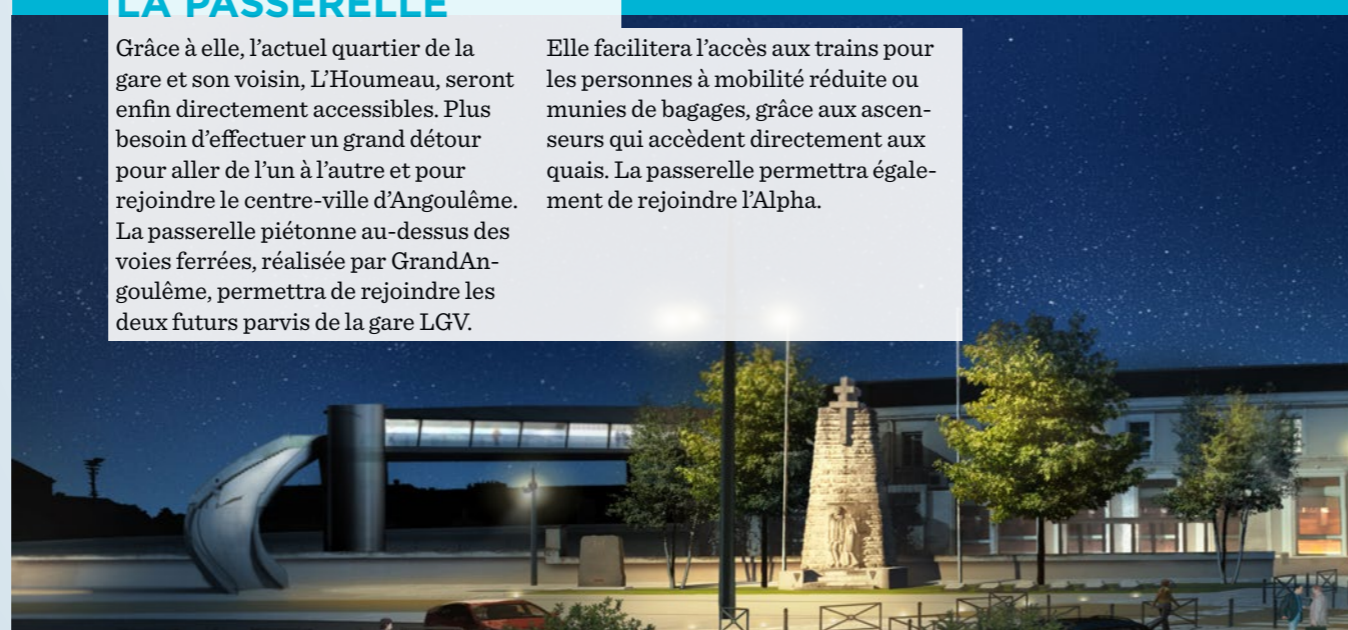 LA PASSERELLE
Grâce à elle, l’actuel quartier de la
gare et son voisin, L’Houmeau, seront
enfin directement accessibles. Plus
besoin d’effectuer un grand détour
pour aller de l’un à l’autre et pour
rejoindre le centre-ville d’Angoulême.
La passerelle piétonne au-dessus des
voies ferrées, réalisée par GrandAn-
goulême, permettra de rejoindre les
deux futurs parvis de la gare LGV.
Elle facilitera l’accès aux trains pour
les personnes à mobilité réduite ou
munies de bagages, grâce aux ascen-
seurs qui accèdent directement aux
quais. La passerelle permettra égale-
ment de rejoindre l’Alpha.